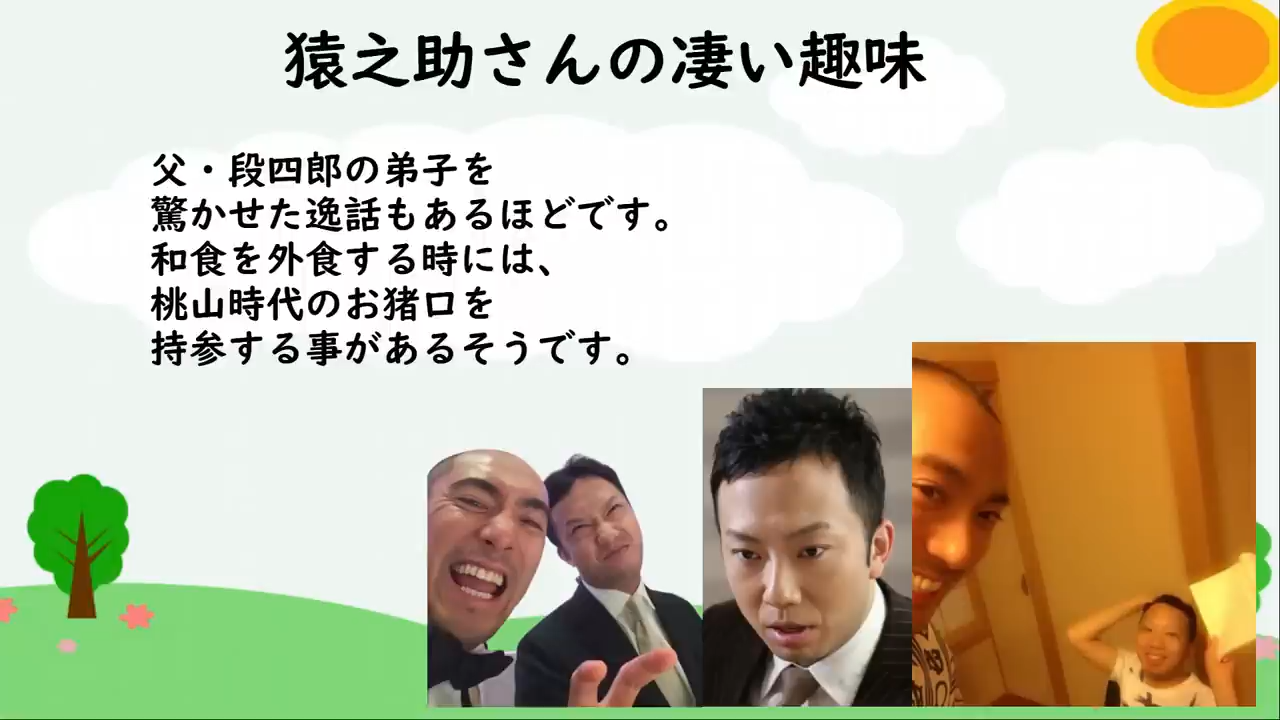 猿之助さんの凄い趣味
父・段四郎の弟子を
驚かせた逸話もあるほどです。
和食を外食する時には、
桃山時代のお猪口を
持参する事があるそうです。